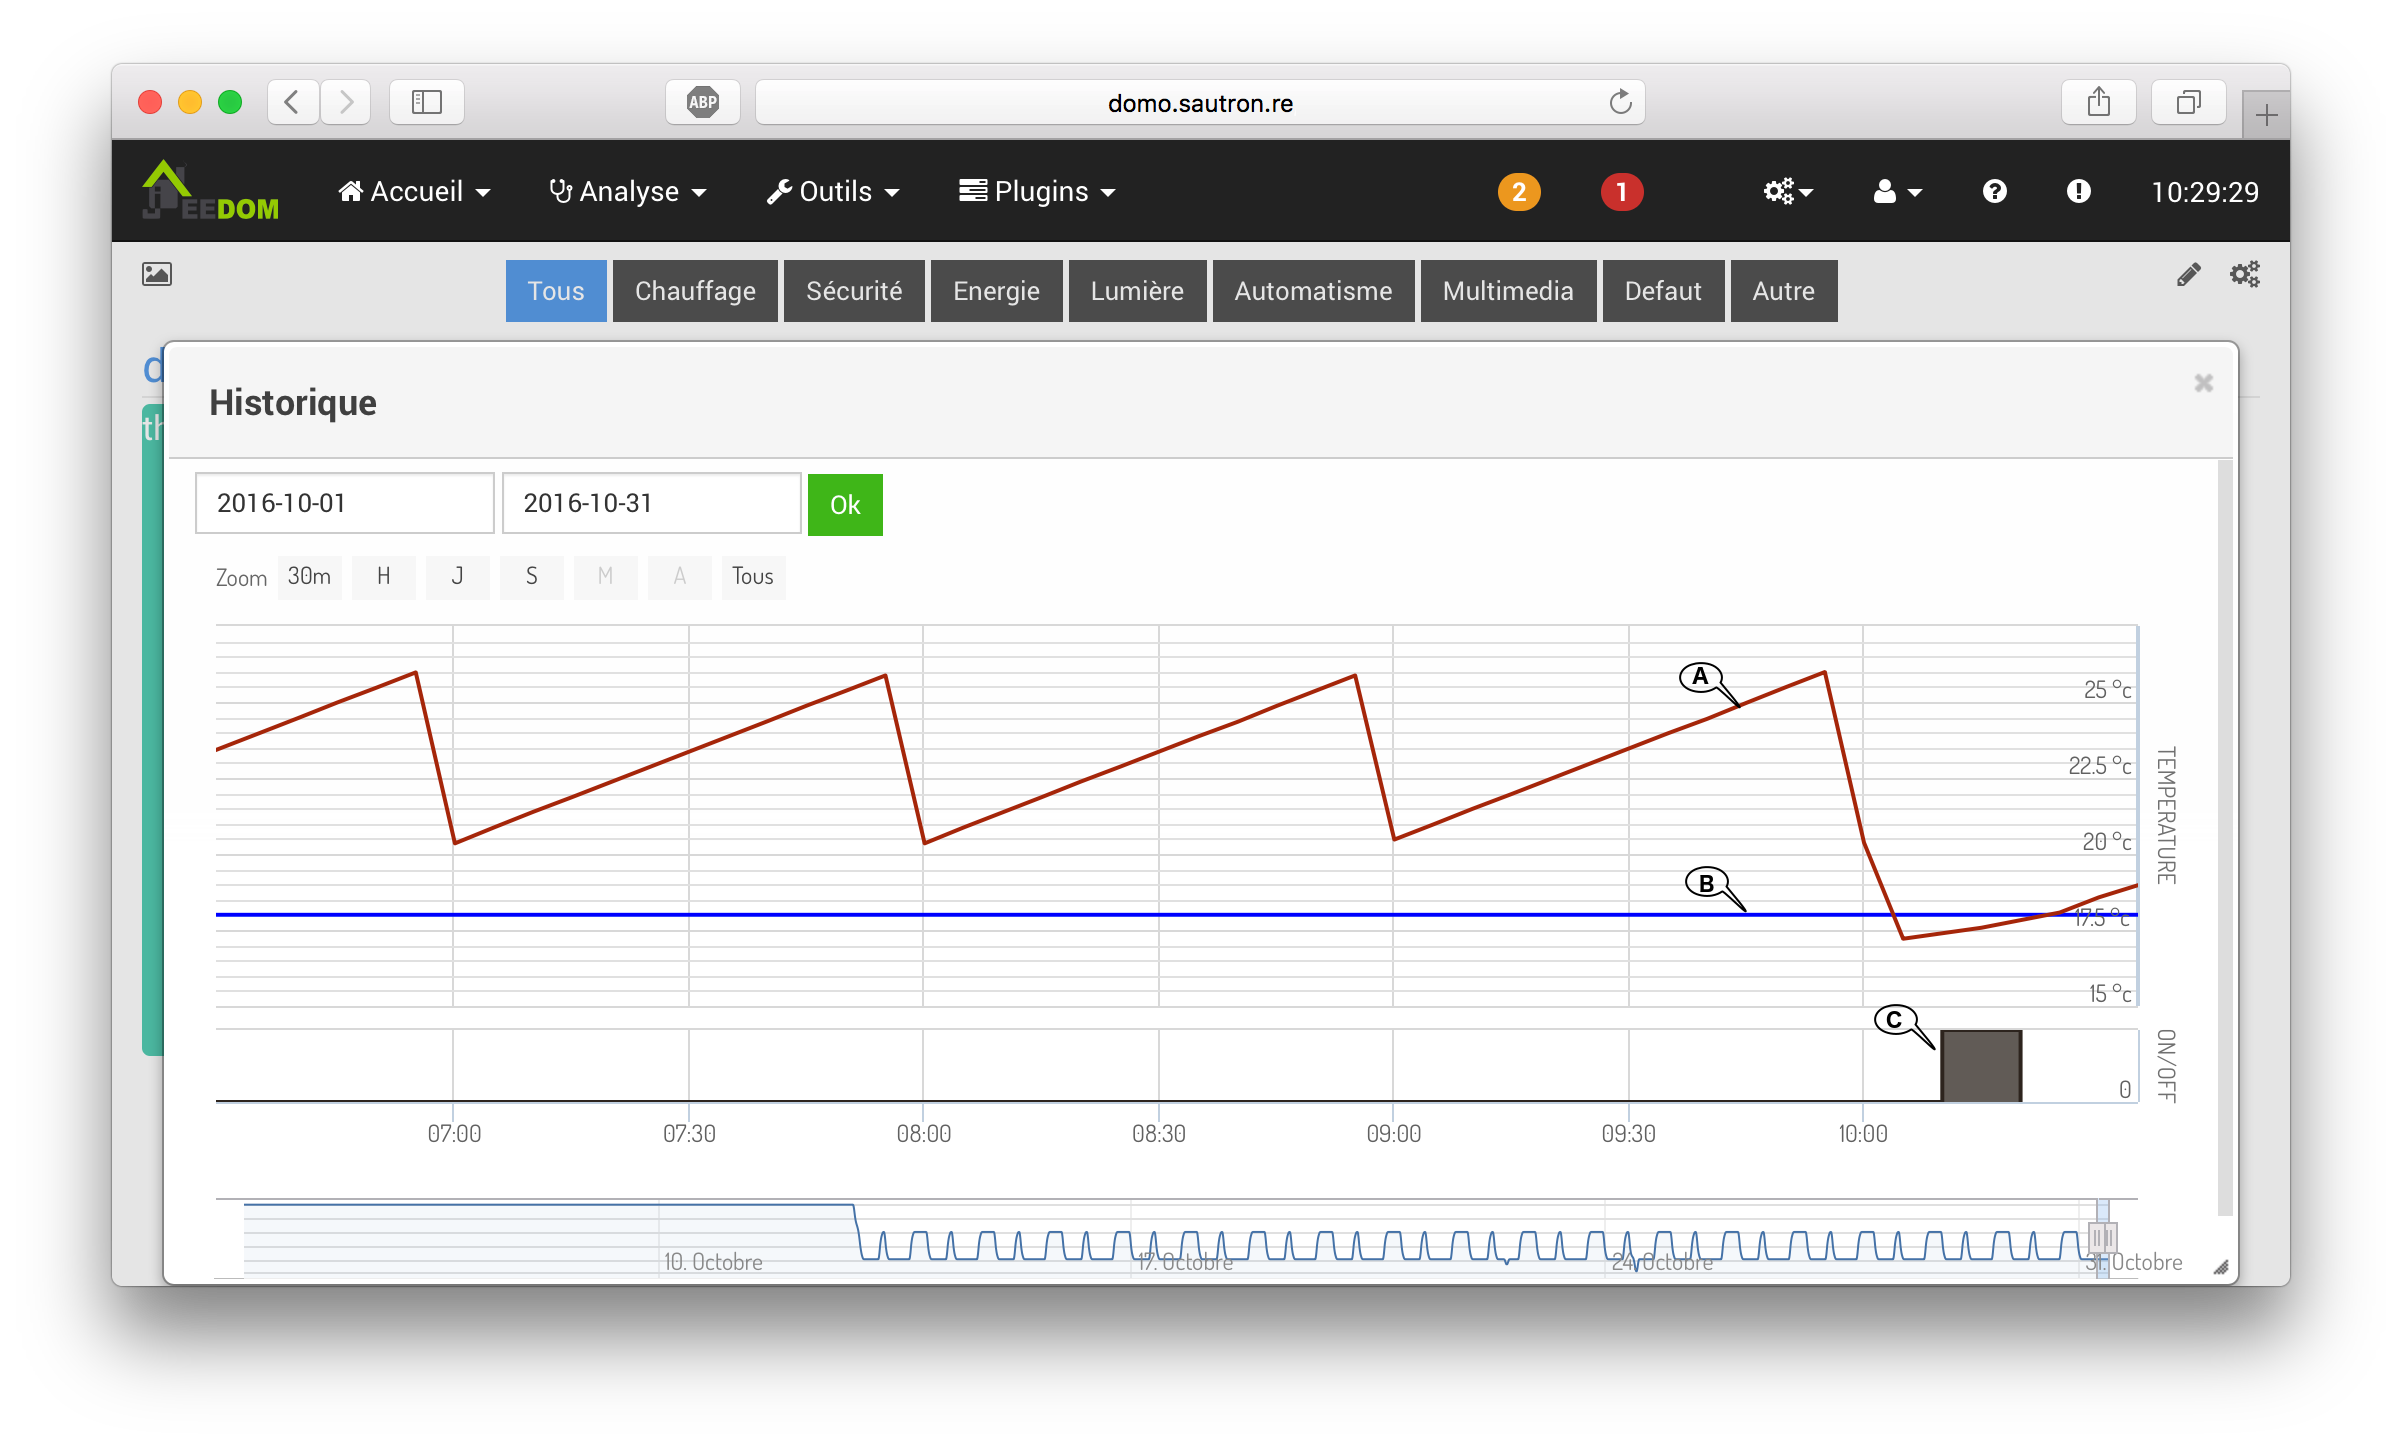 ABP
domo.sautron.re
JEEDOM
Accueil
Analyse
Outils
Plugins
2
1
10:29:29
Tous
Chauffage
Sécurité
Energie
Lumière
Automatisme
Multimedia
Defaut
Autre
d
th
Historique
2016-10-01
2016-10-31
Ok
Zoom
30m
H
J
S
M
A
Tous
A
B
C
25 °c
22.5 °c
20 °c
17.5 °c
15 °c
TEMPERATURE
0
ON/OFF
07:00
07:30
08:00
08:30
09:00
09:30
10:00
10. Octobre
17. Octobre
24. Octobre
31. Octobre